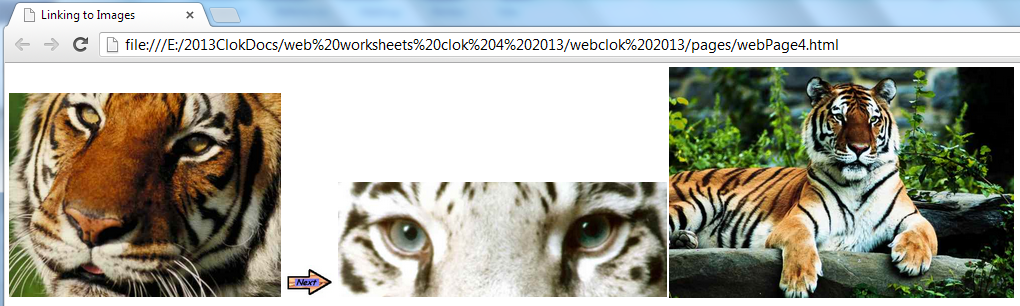 Linking to Images
file:///E:/2013ClokDocs/web%20worksheets%20clok%204%202013/webclok%202013/pages/webPage4.html
Next